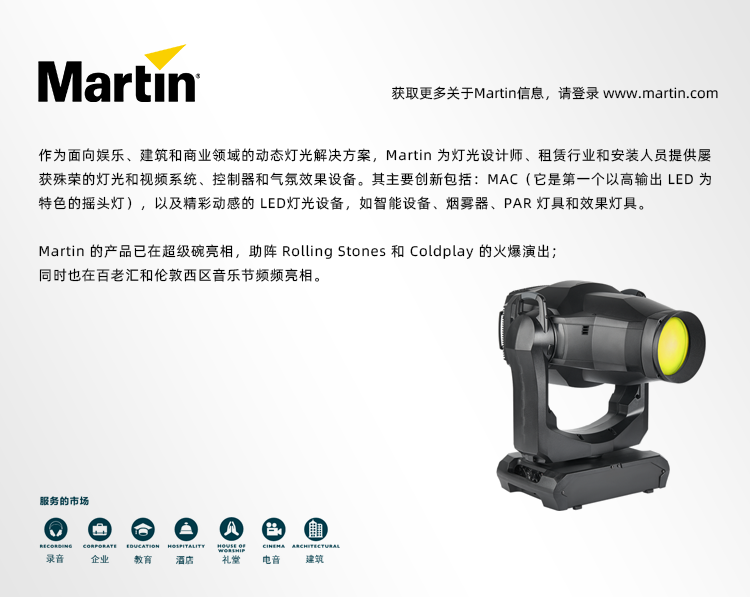 Martin®
获取更多关于Martin信息，请登录 www.martin.com
作为面向娱乐、建筑和商业领域的动态灯光解决方案，Martin 为灯光设计师、租赁行业和安装人员提供屡
获殊荣的灯光和视频系统、控制器和气氛效果设备。其主要创新包括：MAC（它是第一个以高输出 LED 为
特色的摇头灯），以及精彩动感的 LED灯光设备，如智能设备、烟雾器、PAR 灯具和效果灯具。
Martin 的产品已在超级碗亮相，助阵 Rolling Stones 和 Coldplay 的火爆演出；
同时也在百老汇和伦敦西区音乐节频频亮相。
服务的市场
RECORDING
录音
CORPORATE
企业
EDUCATION
教育
HOSPITALITY
酒店
HOUSE OF
WORSHIP
礼堂
CINEMA
电音
ARCHITECTURAL
建筑